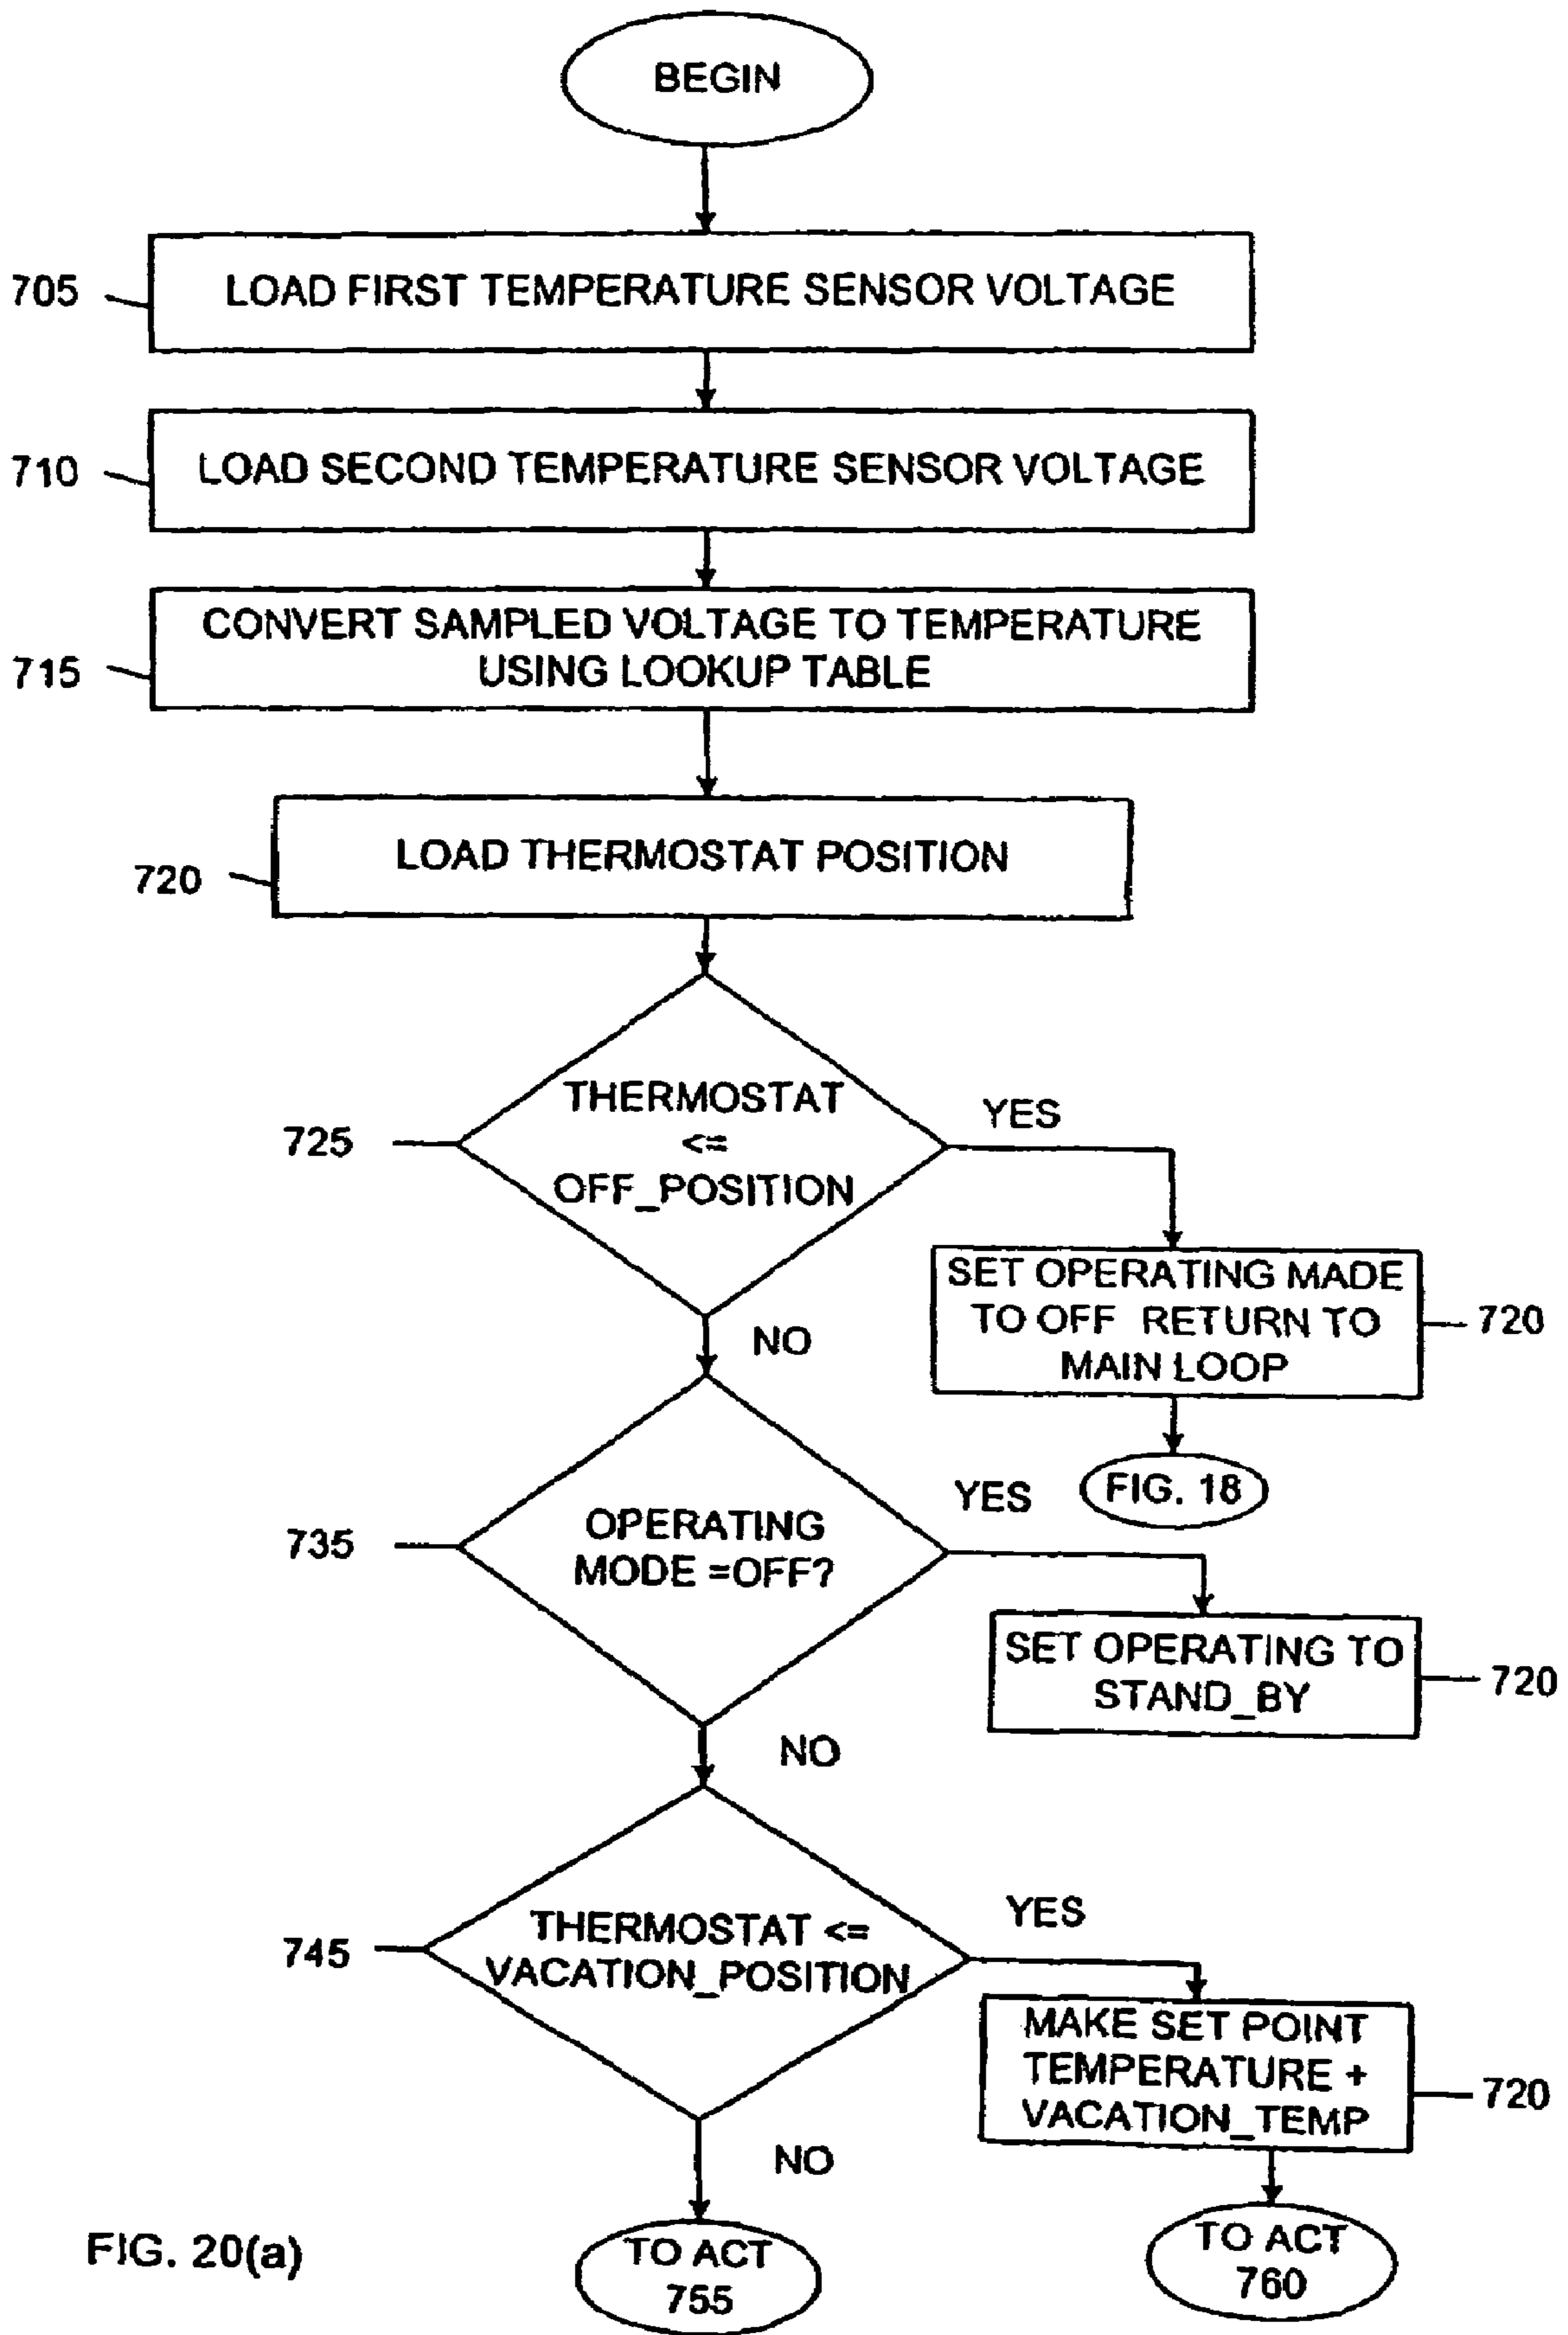 BEGIN
705
LOAD FIRST TEMPERATURE SENSOR VOLTAGE
710
LOAD SECOND TEMPERATURE SENSOR VOLTAGE
715
CONVERT SAMPLED VOLTAGE TO TEMPERATURE
USING LOOKUP TABLE
720
LOAD THERMOSTAT POSITION
725
THERMOSTAT
<=
OFF_POSITION
YES
SET OPERATING MADE
TO OFF RETURN TO
MAIN LOOP
720
NO
FIG. 18
735
OPERATING
MODE =OFF?
YES
SET OPERATING TO
STAND_BY
720
NO
745
THERMOSTAT <=
VACATION_POSITION
YES
MAKE SET POINT
TEMPERATURE +
VACATION_TEMP
720
NO
TO ACT
755
TO ACT
760
FIG. 20(a)